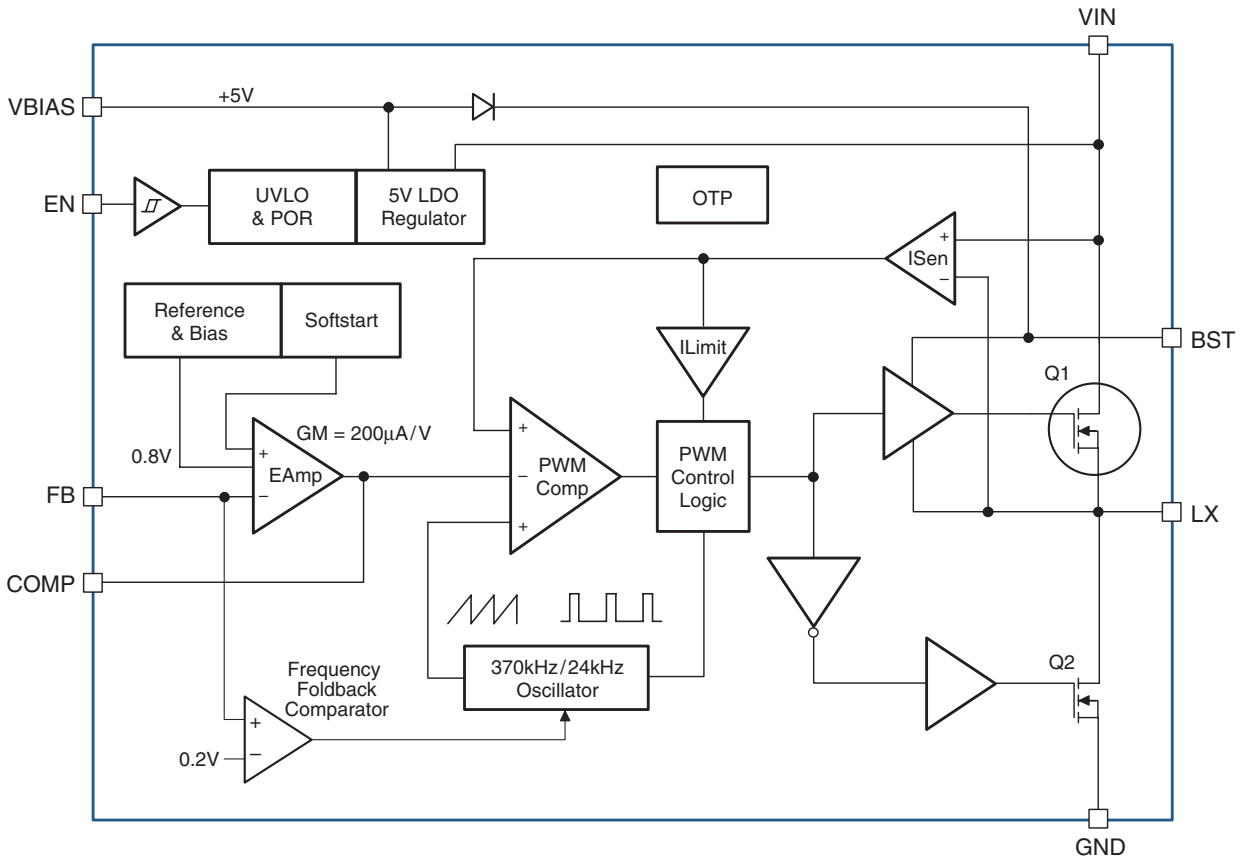 VIN
VBIAS
+5V
EN
UVLO
& POR
5V LDO
Regulator
OTP
+
ISen
−
Reference
& Bias
Softstart
ILimit
BST
Q1
GM = 200µA/V
0.8V
+
EAmp
−
FB
+
PWM
Comp
−
+
PWM
Control
Logic
LX
COMP
370kHz/24kHz
Oscillator
Frequency
Foldback
Comparator
+
0.2V
−
Q2
GND